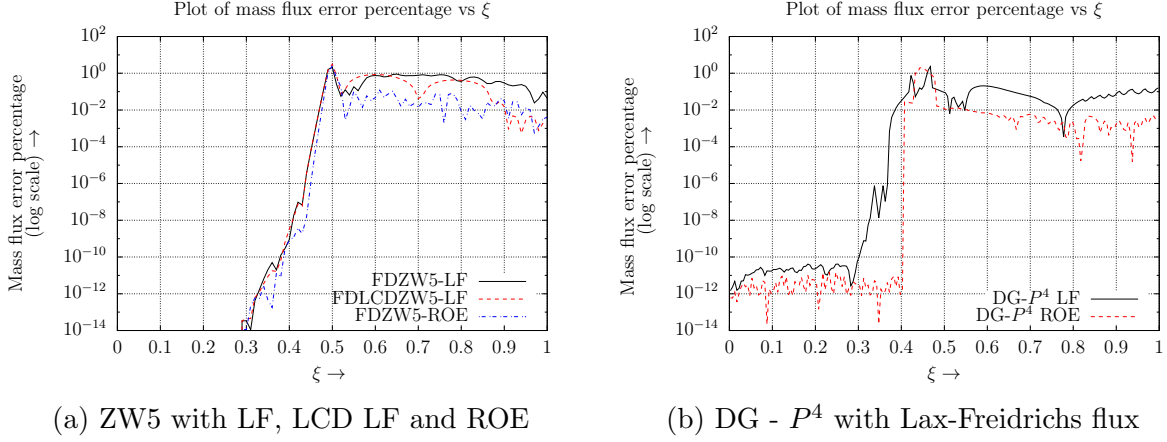 Plot of mass flux error percentage vs ξ
Mass flux error percentage
(log scale) →
10^2
10^0
10^-2
10^-4
10^-6
10^-8
10^-10
10^-12
10^-14
FDZW5-LF
FDLCDZW5-LF
FDZW5-ROE
0 0.1 0.2 0.3 0.4 0.5 0.6 0.7 0.8 0.9 1
ξ →
(a) ZW5 with LF, LCD LF and ROE
Plot of mass flux error percentage vs ξ
Mass flux error percentage
(log scale) →
10^2
10^0
10^-2
10^-4
10^-6
10^-8
10^-10
10^-12
10^-14
DG-P^4 LF
DG-P^4 ROE
0 0.1 0.2 0.3 0.4 0.5 0.6 0.7 0.8 0.9 1
ξ →
(b) DG - P^4 with Lax-Freidrichs flux